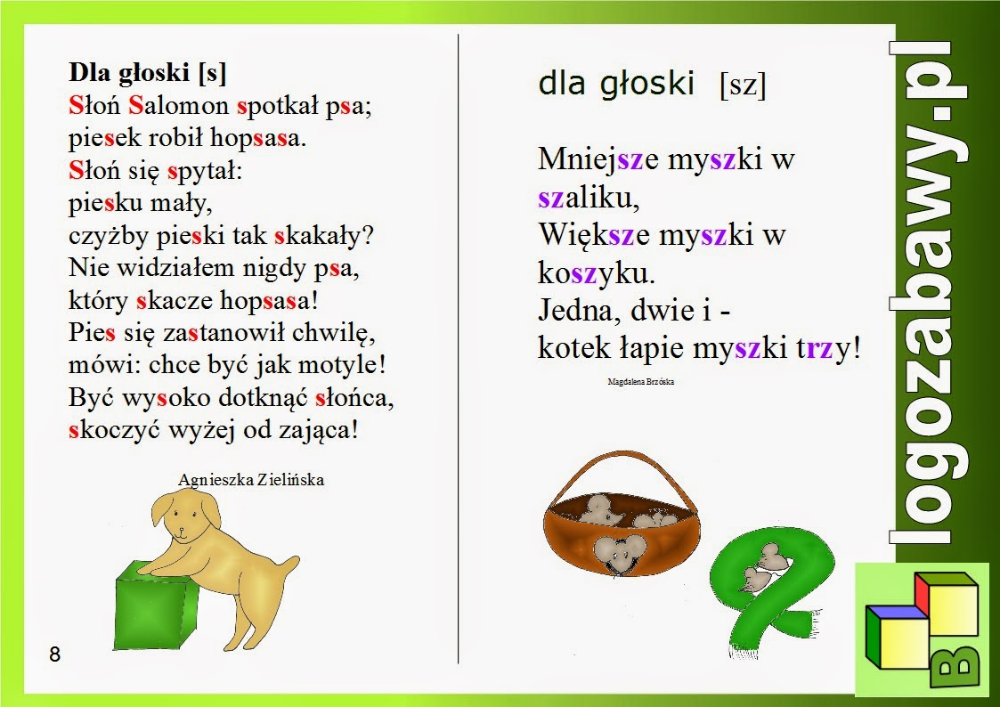 Dla głoski [s]
Słoń Salomon spotkał psa;
piesek robił hopsasa.
Słoń się spytał:
piesku mały,
czyżby pieski tak skakały?
Nie widziałem nigdy psa,
który skacze hopsasa!
Pies się zastanowił chwilę,
mówi: chce być jak motyle!
Być wysoko dotknąć słońca,
skoczyć wyżej od zająca!
Agnieszka Zielińska
8
dla głoski [sz]
Mniejsze myszki w
szaliku,
Większe myszki w
koszyku.
Jedna, dwie i -
kotek łapie myszki trzy!
Magdalena Brzóska
logozabawy.pl
B